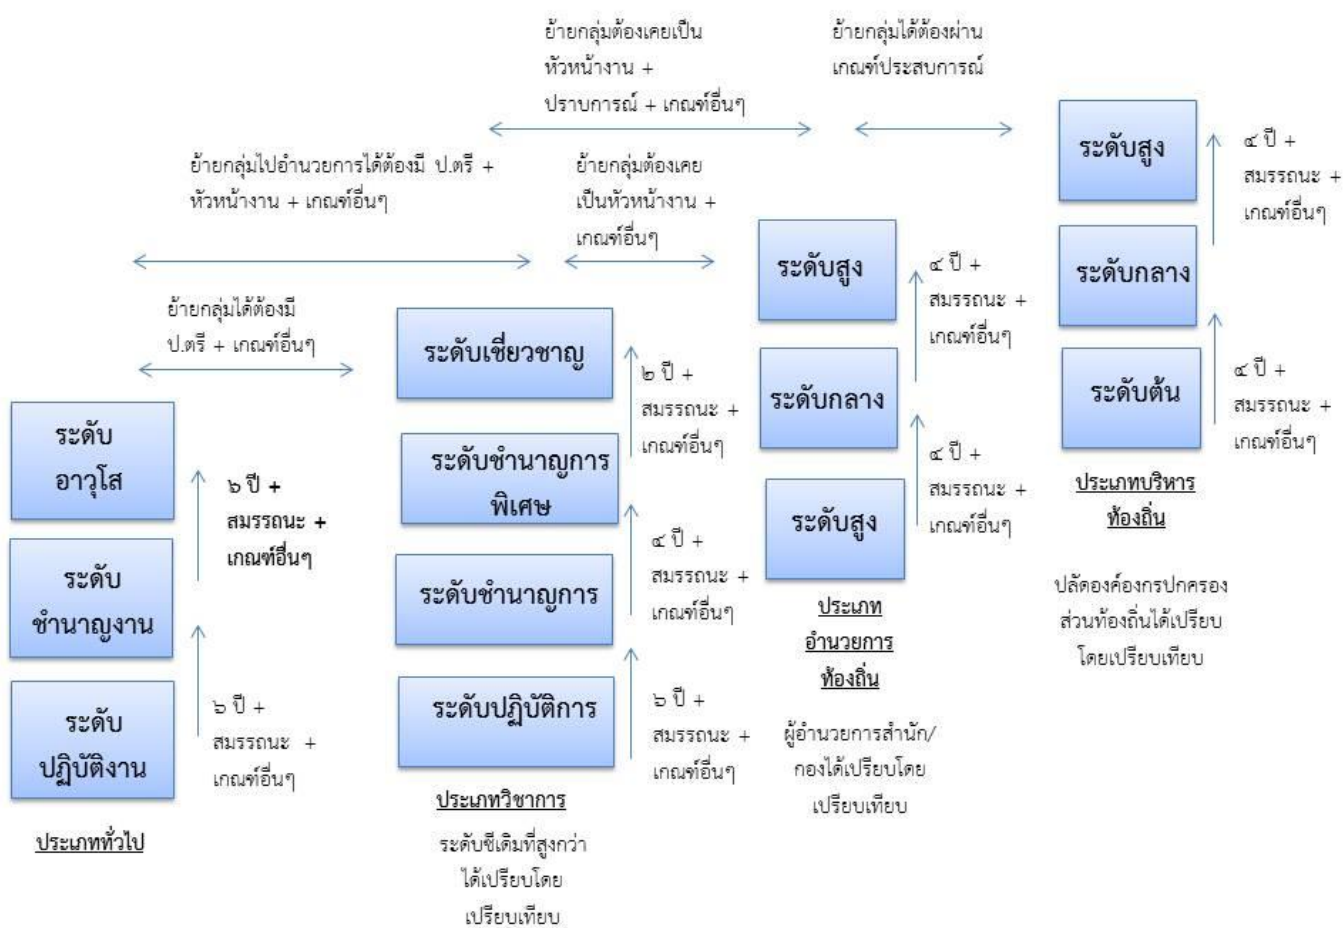 ย้ายกลุ่มต้องเคยเป็น
หัวหน้างาน +
ปราบการณ์ + เกณฑ์อื่นๆ
ย้ายกลุ่มได้ต้องผ่าน
เกณฑ์ประสบการณ์
ย้ายกลุ่มไปอำนวยการได้ต้องมี ป.ตรี +
หัวหน้างาน + เกณฑ์อื่นๆ
ย้ายกลุ่มต้องเคย
เป็นหัวหน้างาน +
เกณฑ์อื่นๆ
ย้ายกลุ่มได้ต้องมี
ป.ตรี + เกณฑ์อื่นๆ
ระดับ
อาวุโส
๖ ปี +
สมรรถนะ +
เกณฑ์อื่นๆ
ระดับ
ชำนาญงาน
๖ ปี +
สมรรถนะ +
เกณฑ์อื่นๆ
ระดับ
ปฏิบัติงาน
ประเภททั่วไป
ระดับเชี่ยวชาญ
๒ ปี +
สมรรถนะ +
เกณฑ์อื่นๆ
ระดับชำนาญการ
พิเศษ
๔ ปี +
สมรรถนะ +
เกณฑ์อื่นๆ
ระดับชำนาญการ
๖ ปี +
สมรรถนะ +
เกณฑ์อื่นๆ
ระดับปฏิบัติการ
ประเภทวิชาการ
ระดับซีเดิมที่สูงกว่า
ได้เปรียบโดย
เปรียบเทียบ
ระดับสูง
๔ ปี +
สมรรถนะ +
เกณฑ์อื่นๆ
ระดับกลาง
๔ ปี +
สมรรถนะ +
เกณฑ์อื่นๆ
ระดับสูง
ประเภท
อำนวยการ
ท้องถิ่น
ผู้อำนวยการสำนัก/
กองได้เปรียบโดย
เปรียบเทียบ
ระดับสูง
๔ ปี +
สมรรถนะ +
เกณฑ์อื่นๆ
ระดับกลาง
๔ ปี +
สมรรถนะ +
เกณฑ์อื่นๆ
ระดับต้น
ประเภทบริหาร
ท้องถิ่น
ปลัดองค์องกรปกครอง
ส่วนท้องถิ่นได้เปรียบ
โดยเปรียบเทียบ